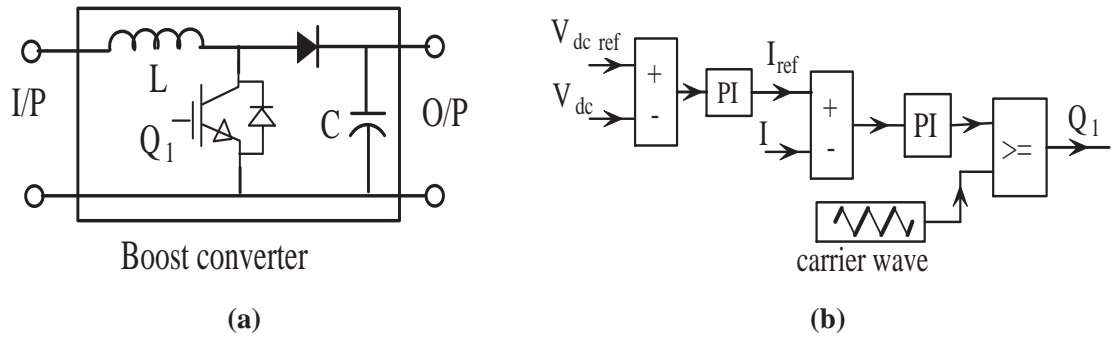 I/P
L
Q1
C
O/P
Boost converter
(a)
Vdc ref
Vdc
+
-
PI
Iref
I
+
-
PI
>=
Q1
carrier wave
(b)